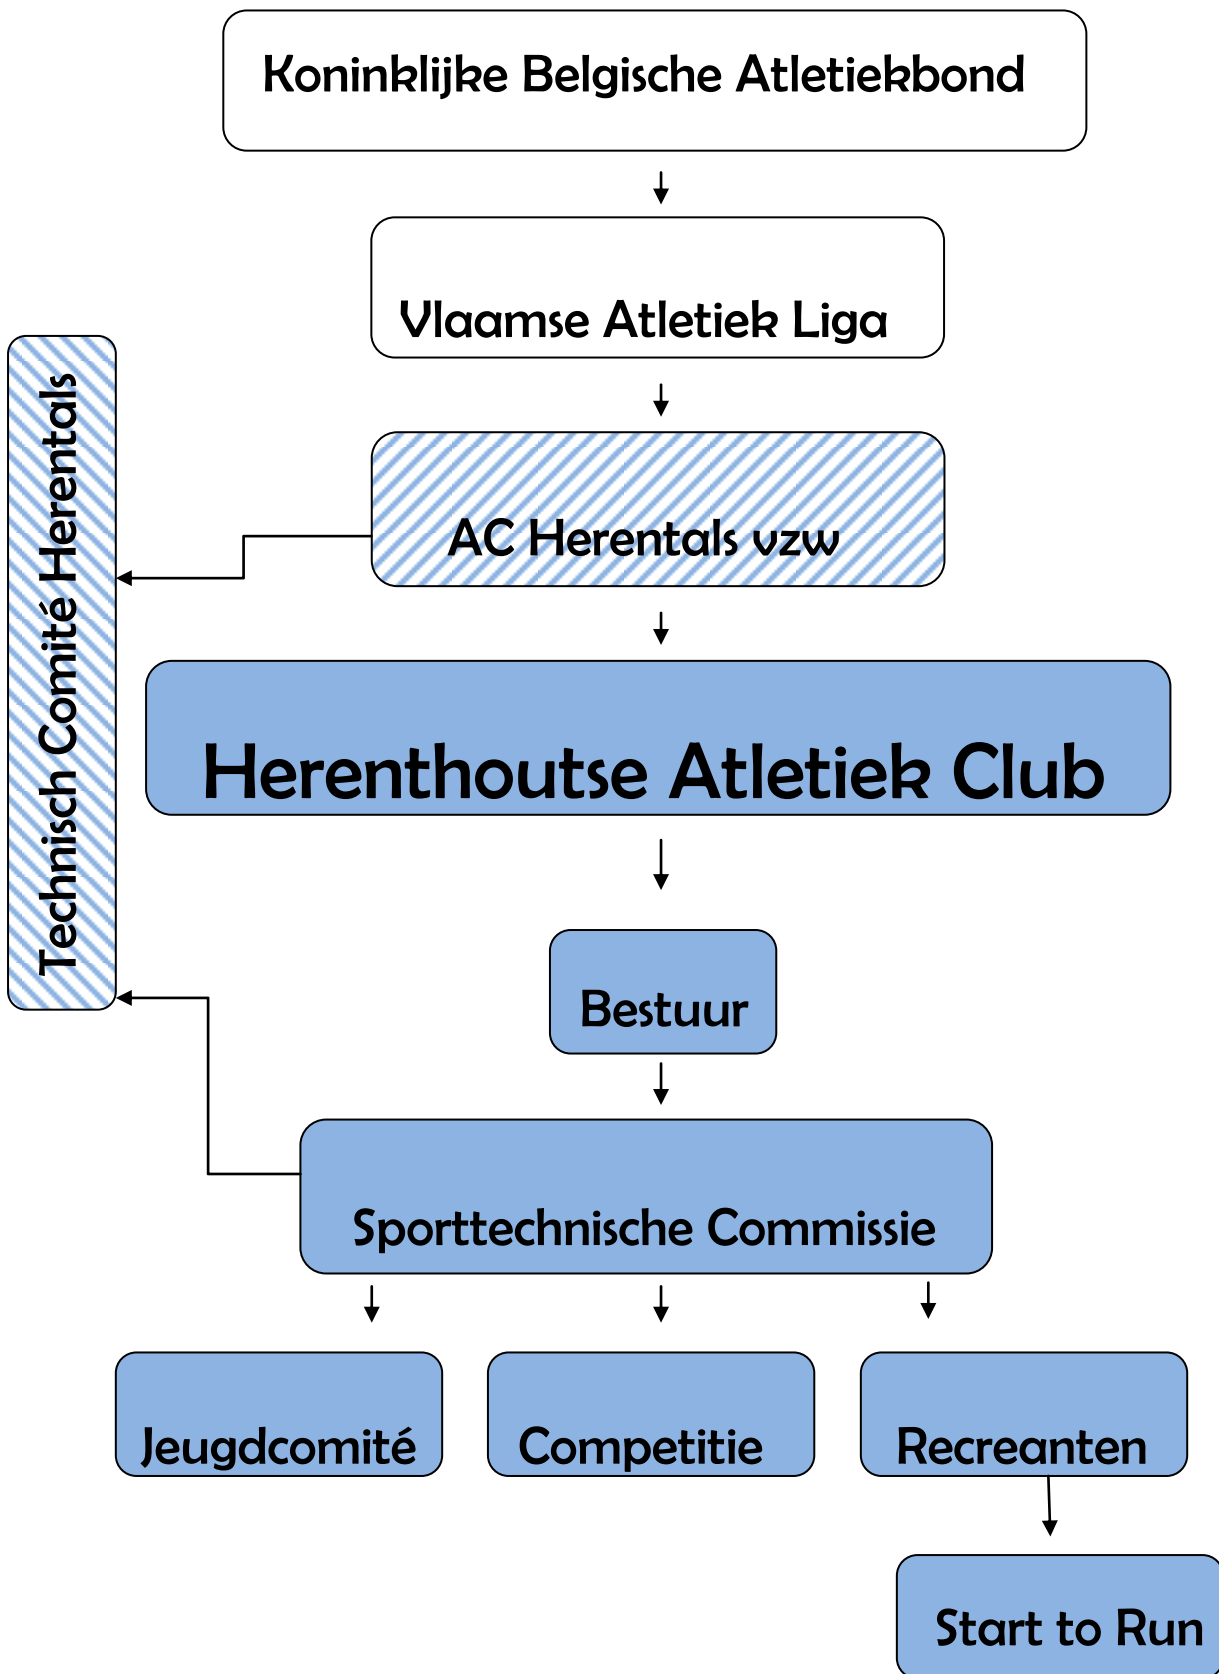 Koninklijke Belgische Atletiekbond
Vlaamse Atletiek Liga
Technisch Comité Herentals
AC Herentals vzw
Herenthoutse Atletiek Club
Bestuur
Sporttechnische Commissie
Jeugdcomité
Competitie
Recreanten
Start to Run